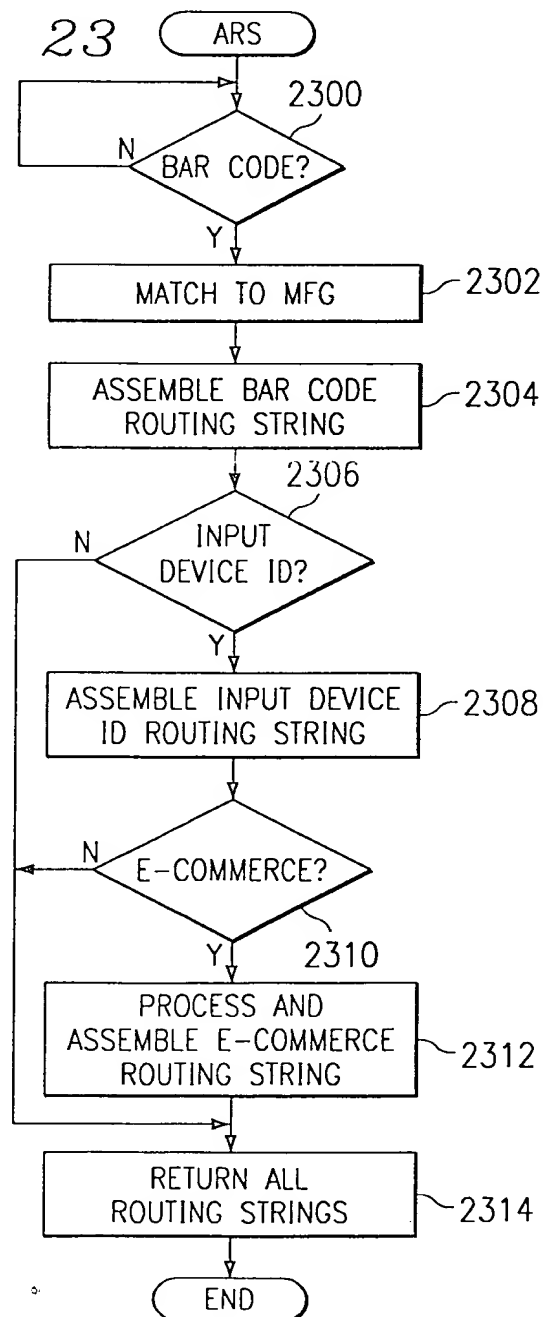 23
ARS
2300
N
BAR CODE?
Y
MATCH TO MFG
2302
ASSEMBLE BAR CODE
ROUTING STRING
2304
2306
N
INPUT
DEVICE ID?
Y
ASSEMBLE INPUT DEVICE
ID ROUTING STRING
2308
N
E-COMMERCE?
Y
2310
PROCESS AND
ASSEMBLE E-COMMERCE
ROUTING STRING
2312
RETURN ALL
ROUTING STRINGS
2314
END